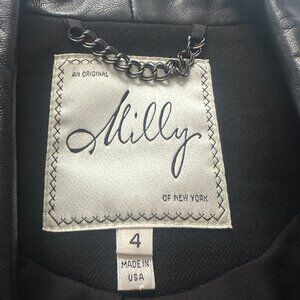 AN ORIGINAL
Milly
OF NEW YORK
4
MADE IN
USA